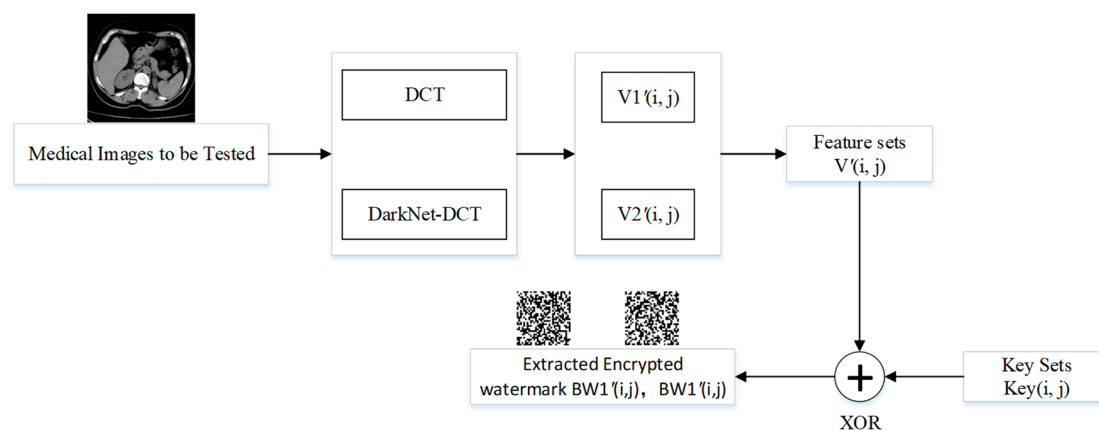 Medical Images to be Tested
DCT
DarkNet-DCT
V1′(i, j)
V2′(i, j)
Feature sets
V′(i, j)
Extracted Encrypted
watermark BW1′(i,j)，BW1′(i,j)
XOR
Key Sets
Key(i, j)